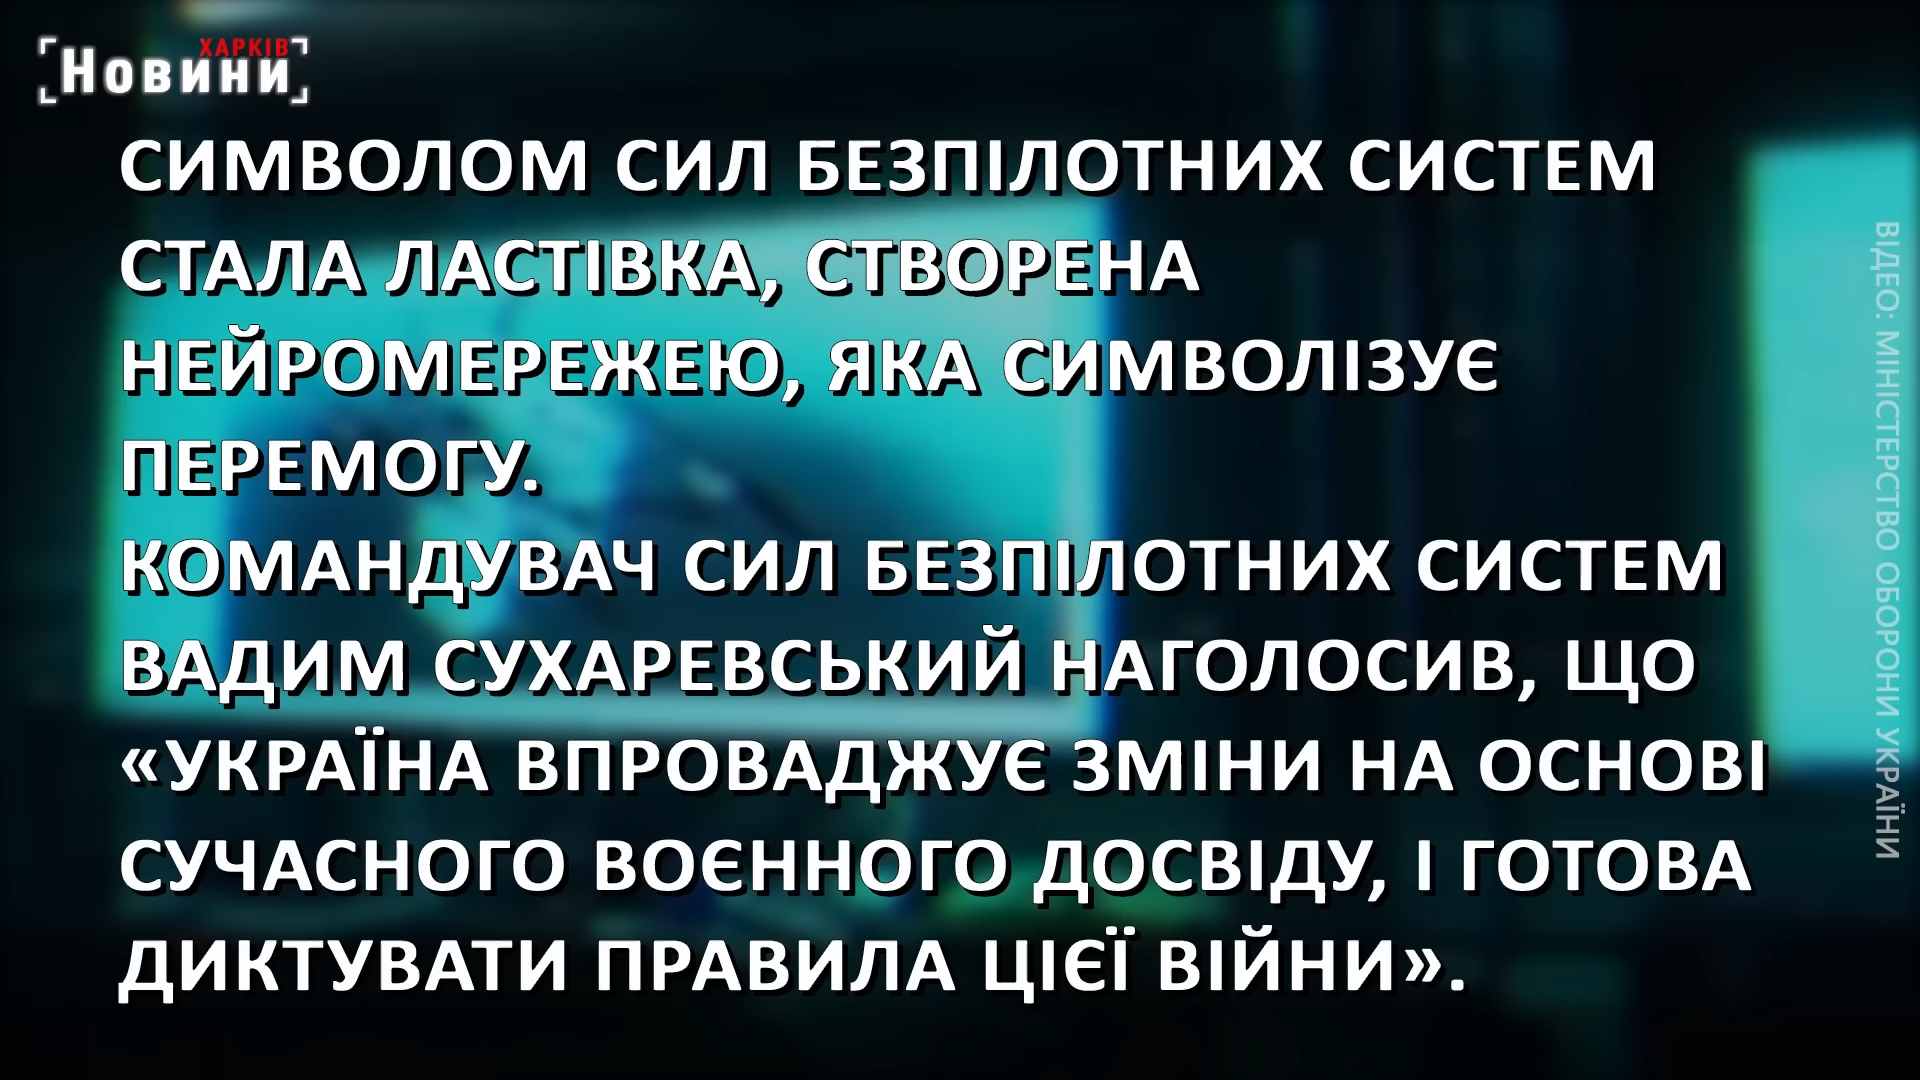 ХАРКІВ
Новини
СИМВОЛОМ СИЛ БЕЗПІЛОТНИХ СИСТЕМ
СТАЛА ЛАСТІВКА, СТВОРЕНА
НЕЙРОМЕРЕЖЕЮ, ЯКА СИМВОЛІЗУЄ
ПЕРЕМОГУ.
КОМАНДУВАЧ СИЛ БЕЗПІЛОТНИХ СИСТЕМ
ВАДИМ СУХАРЕВСЬКИЙ НАГОЛОСИВ, ЩО
«УКРАЇНА ВПРОВАДЖУЄ ЗМІНИ НА ОСНОВІ
СУЧАСНОГО ВОЄННОГО ДОСВІДУ, І ГОТОВА
ДИКТУВАТИ ПРАВИЛА ЦІЄЇ ВІЙНИ».
ВІДЕО: МІНІСТЕРСТВО ОБОРОНИ УКРАЇНИ